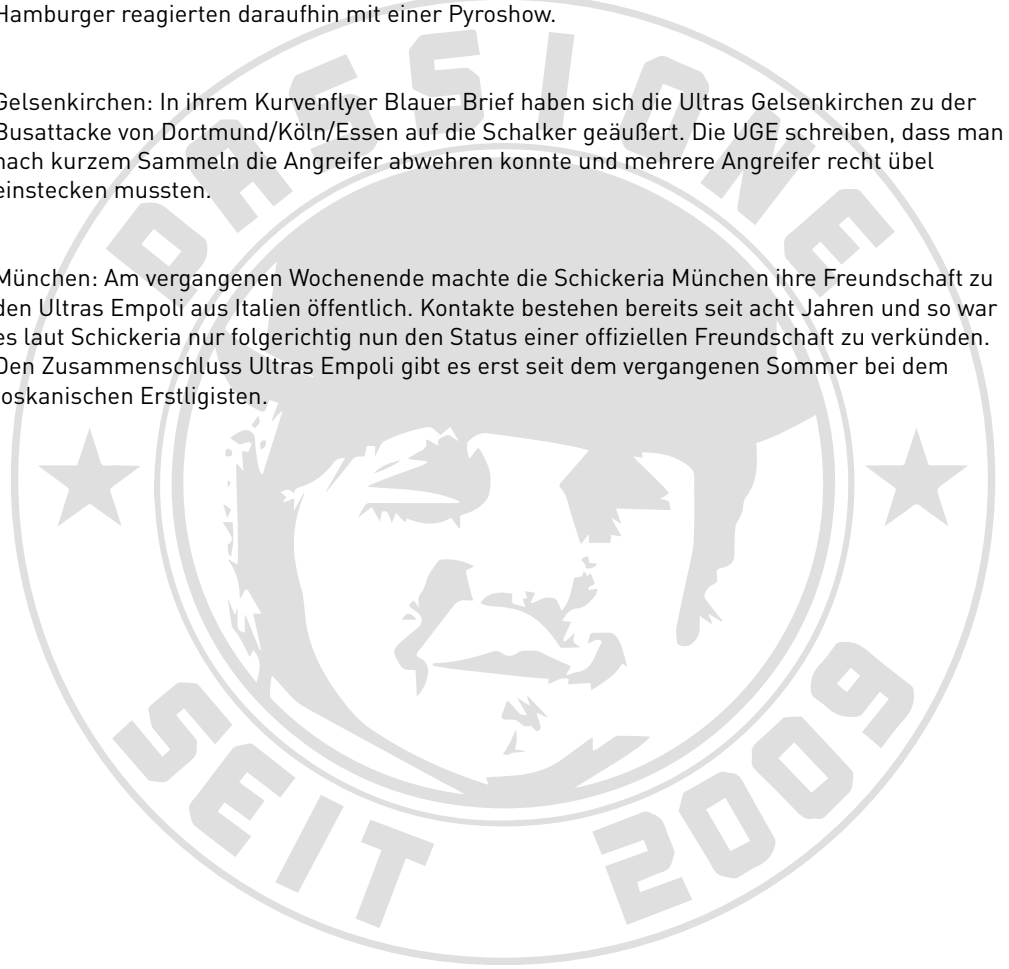 Hamburger reagierten daraufhin mit einer Pyroshow.
Gelsenkirchen: In ihrem Kurvenflyer Blauer Brief haben sich die Ultras Gelsenkirchen zu der
Busattacke von Dortmund/Köln/Essen auf die Schalker geäußert. Die UGE schreiben, dass man
nach kurzem Sammeln die Angreifer abwehren konnte und mehrere Angreifer recht übel
einstecken mussten.
München: Am vergangenen Wochenende machte die Schickeria München ihre Freundschaft zu
den Ultras Empoli aus Italien öffentlich. Kontakte bestehen bereits seit acht Jahren und so war
es laut Schickeria nur folgerichtig nun den Status einer offiziellen Freundschaft zu verkünden.
Den Zusammenschluss Ultras Empoli gibt es erst seit dem vergangenen Sommer bei dem
toskanischen Erstligisten.
PASSIONE
SEIT 2009